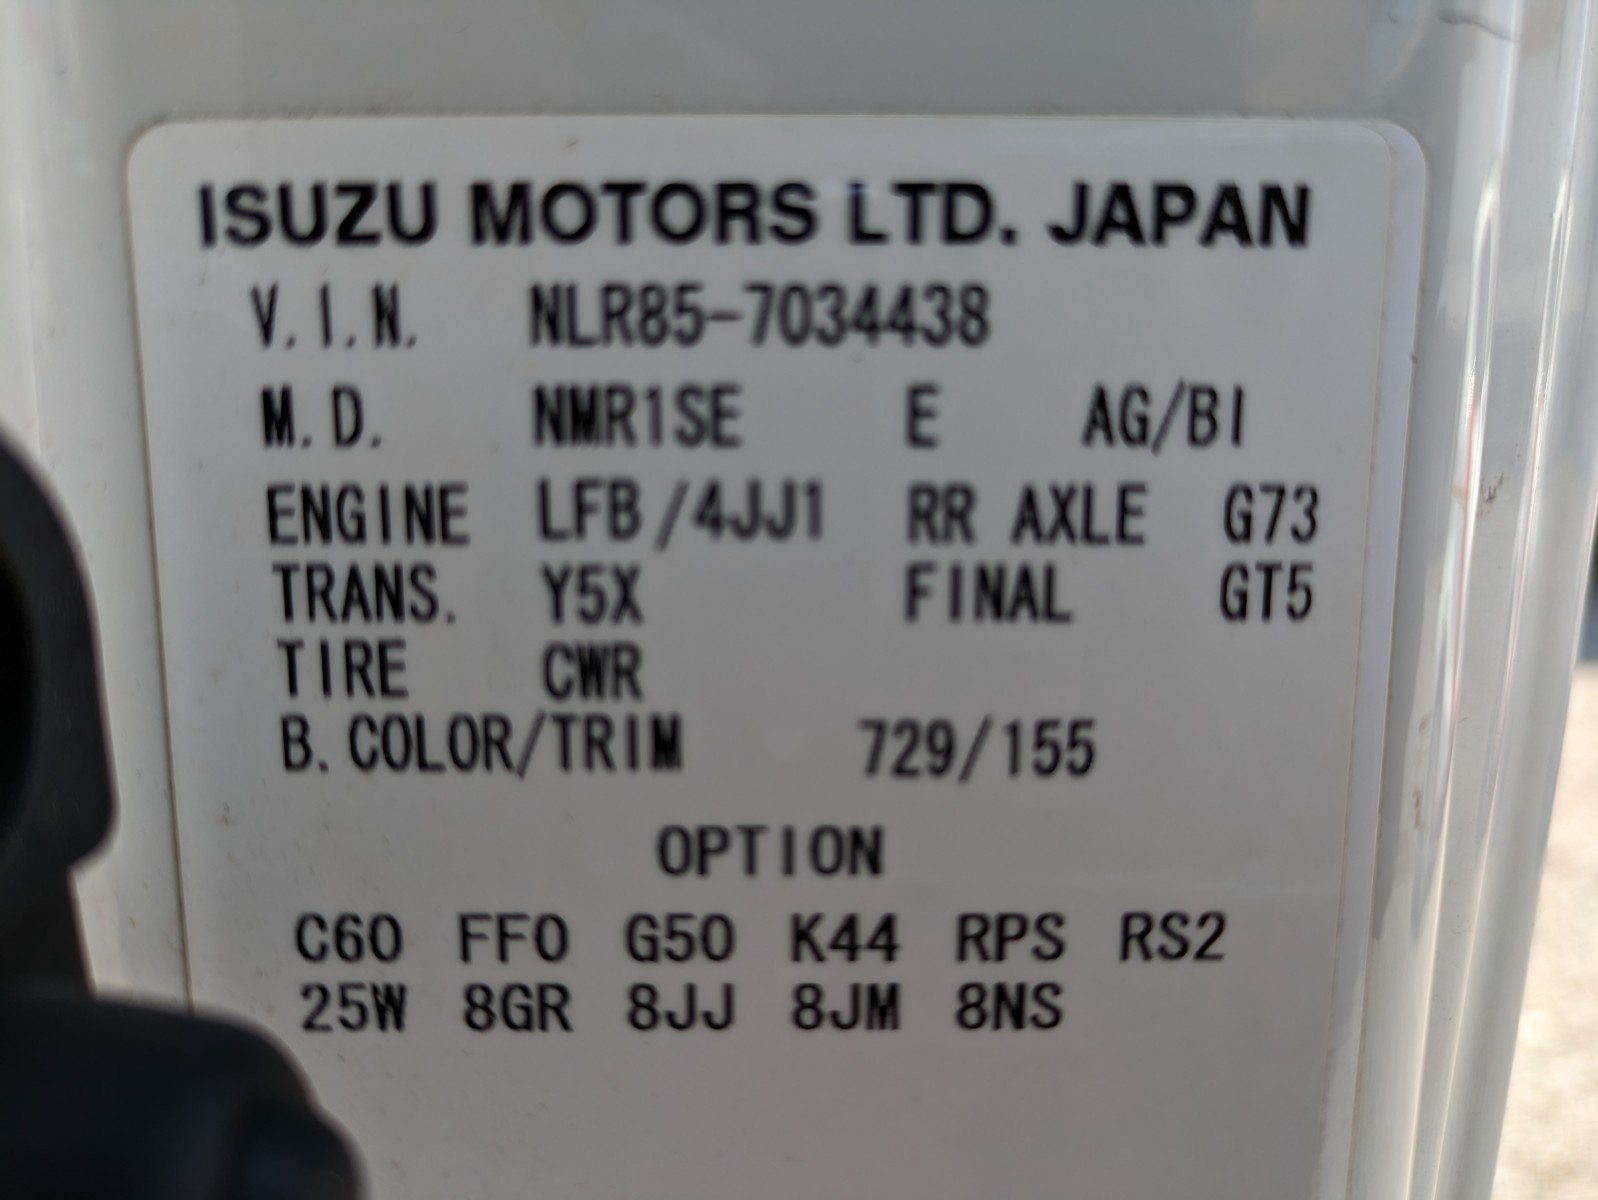 ISUZU MOTORS LTD. JAPAN
V.I.N. NLR85-7034438
M.D. NMR1SE E AG/BI
ENGINE LFB/4JJ1 RR AXLE G73
TRANS. Y5X FINAL GT5
TIRE CWR
B.COLOR/TRIM 729/155
OPTION
C60 FF0 G50 K44 RPS RS2
25W 8GR 8JJ 8JM 8NS